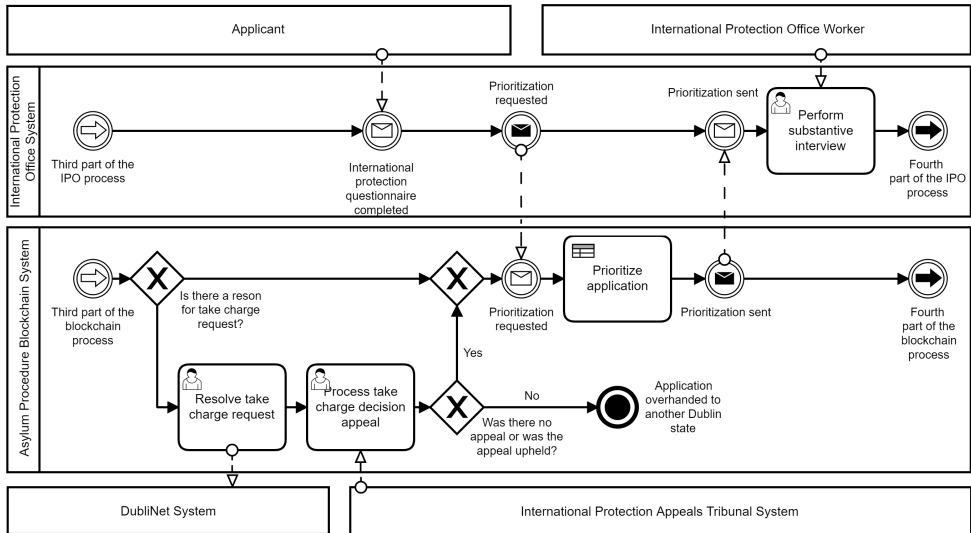 Applicant
International Protection Office Worker
International Protection
Office System
Third part of the
IPO process
International
protection
questionnaire
completed
Prioritization
requested
Prioritization sent
Perform
substantive
interview
Fourth
part of the IPO
process
Asylum Procedure Blockchain System
Third part of the
blockchain
process
Is there a reson
for take charge
request?
Resolve take
charge request
Process take
charge decision
appeal
Yes
No
Was there no
appeal or was the
appeal upheld?
Prioritization
requested
Prioritize
application
Prioritization sent
Application
overhanded to
another Dublin
state
Fourth
part of the
blockchain
process
DubliNet System
International Protection Appeals Tribunal System